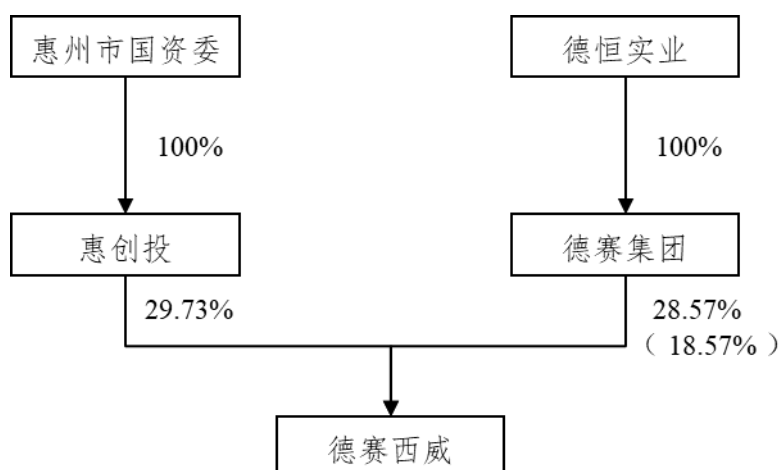 惠州市国资委
德恒实业
100%
100%
惠创投
德赛集团
29.73%
28.57%
（ 18.57% ）
德赛西威